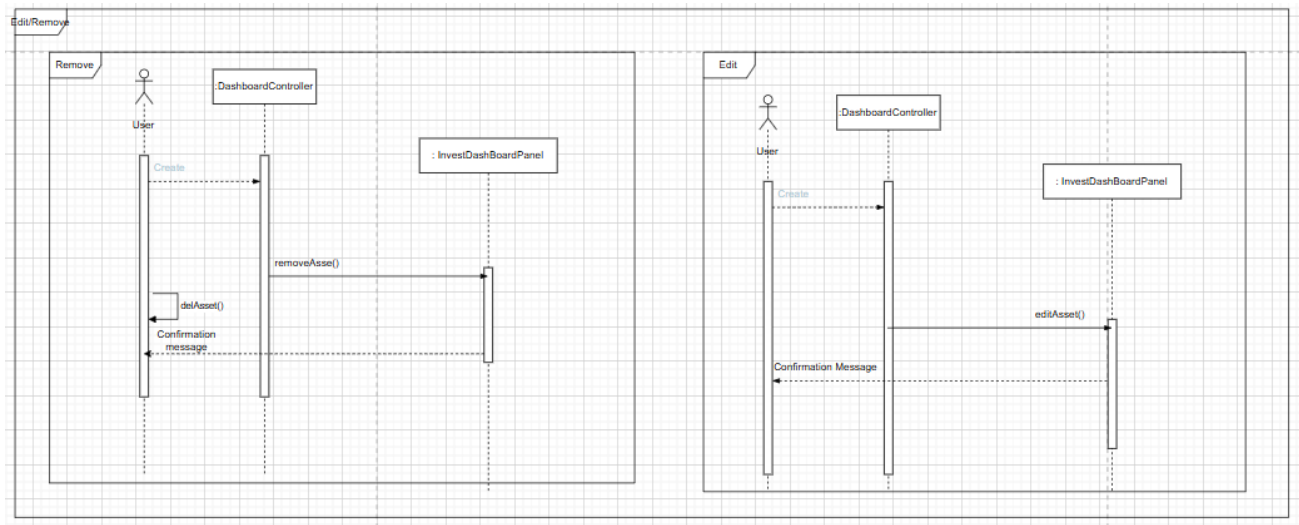 Edit/Remove
Remove
User
:DashboardController
: InvestDashBoardPanel
Create
removeAsse()
delAsset()
Confirmation
message
Edit
User
:DashboardController
: InvestDashBoardPanel
Create
editAsset()
Confirmation Message